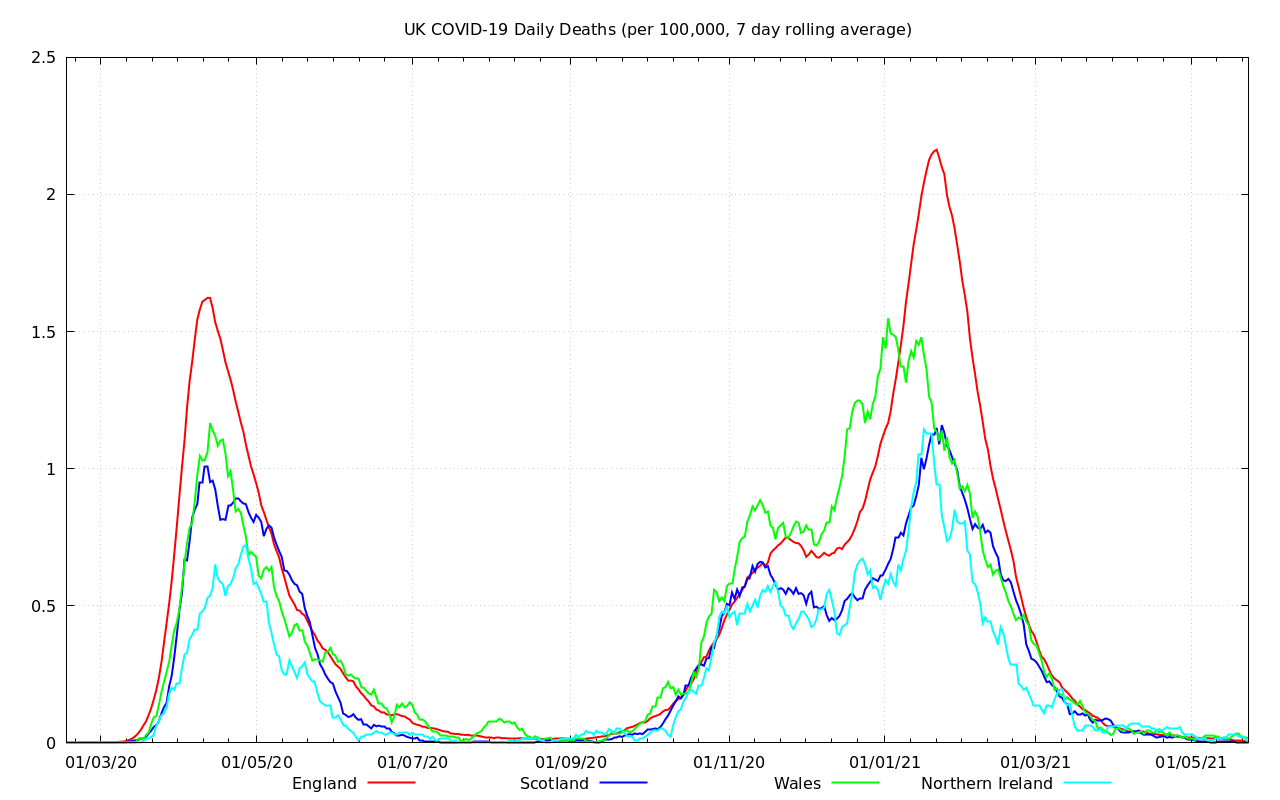 UK COVID-19 Daily Deaths (per 100,000, 7 day rolling average)
2.5
2
1.5
1
0.5
0
01/03/20 01/05/20 01/07/20 01/09/20 01/11/20 01/01/21 01/03/21 01/05/21
England Scotland Wales Northern Ireland